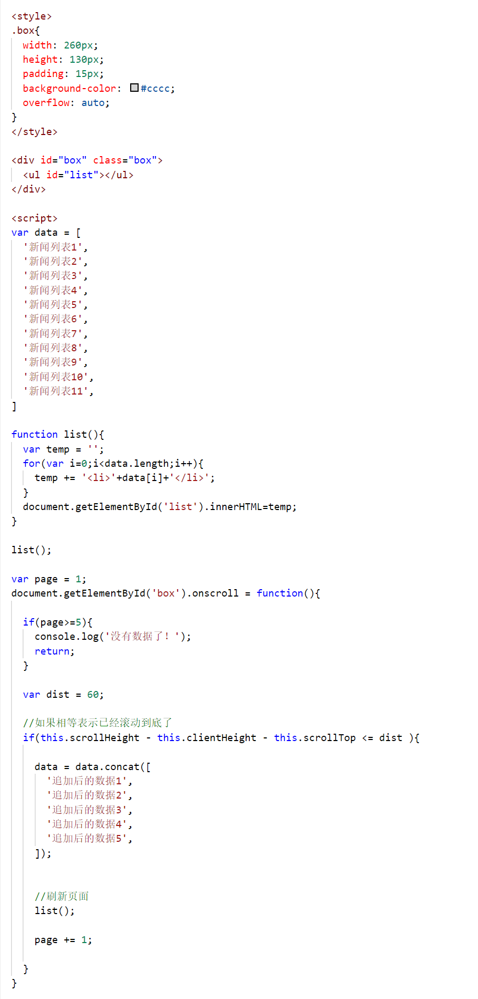 <style>
.box{
width: 260px;
height: 130px;
padding: 15px;
background-color: #cccc;
overflow: auto;
}
</style>
<div id="box" class="box">
<ul id="list"></ul>
</div>
<script>
var data = [
'新闻列表1',
'新闻列表2',
'新闻列表3',
'新闻列表4',
'新闻列表5',
'新闻列表6',
'新闻列表7',
'新闻列表8',
'新闻列表9',
'新闻列表10',
'新闻列表11',
]
function list(){
var temp = '';
for(var i=0;i<data.length;i++){
temp += '<li>'+data[i]+'</li>';
}
document.getElementById('list').innerHTML=temp;
}
list();
var page = 1;
document.getElementById('box').onscroll = function(){
if(page>=5){
console.log('没有数据了！');
return;
}
var dist = 60;
//如果相等表示已经滚动到底了
if(this.scrollHeight - this.clientHeight - this.scrollTop <= dist ){
data = data.concat([
'追加后的数据1',
'追加后的数据2',
'追加后的数据3',
'追加后的数据4',
'追加后的数据5',
]);
//刷新页面
list();
page += 1;
}
}